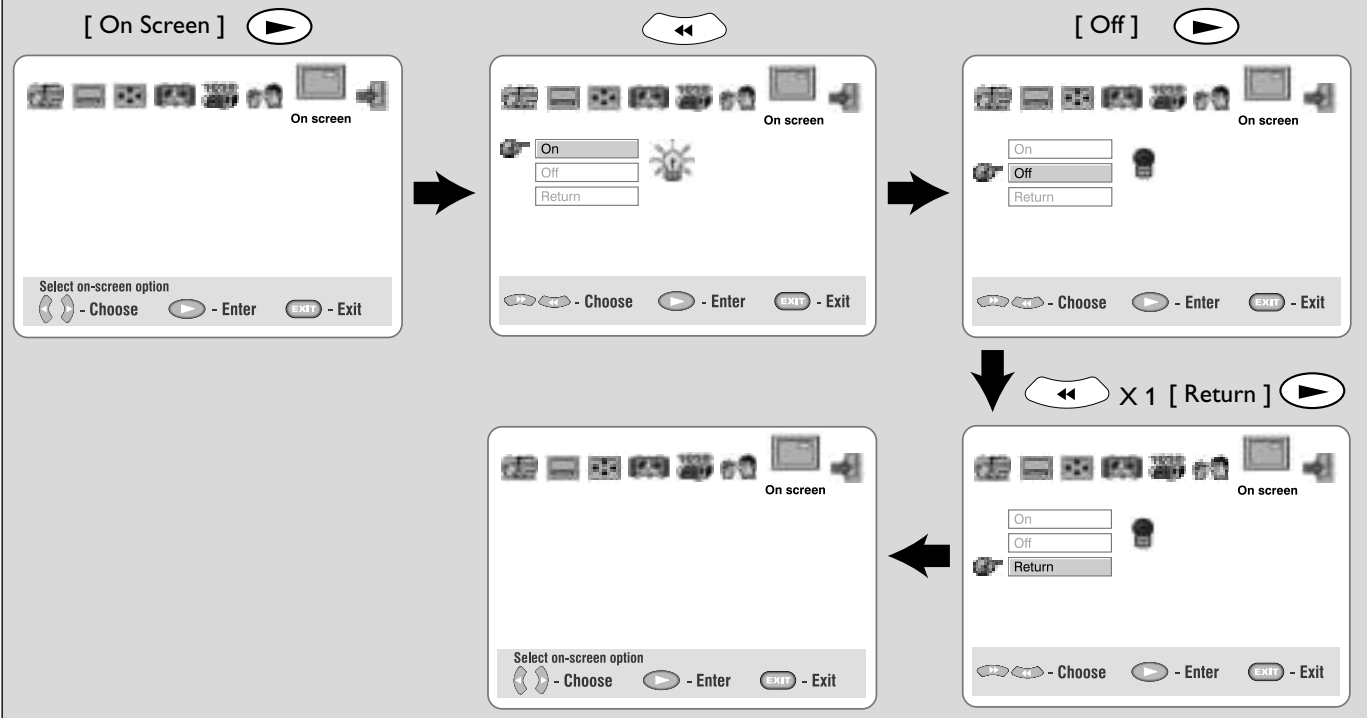 [ On Screen ]
On screen
Select on-screen option
- Choose - Enter EXIT - Exit
On screen
On
Off
Return
- Choose - Enter EXIT - Exit
[ Off ]
On screen
On
Off
Return
- Choose - Enter EXIT - Exit
X 1 [ Return ]
On screen
On
Off
Return
- Choose - Enter EXIT - Exit
On screen
Select on-screen option
- Choose - Enter EXIT - Exit